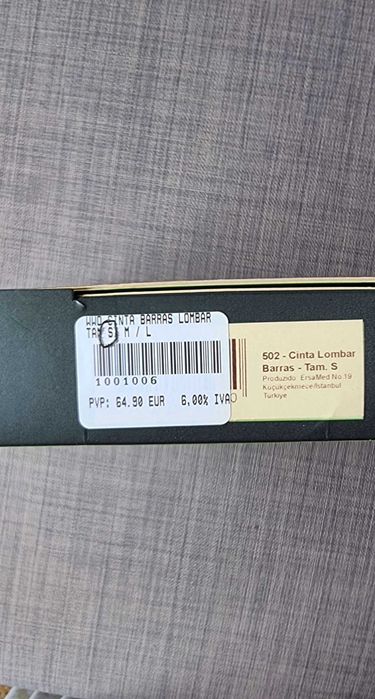 WWD CINTA BARRAS LOMBAR
TAM S/ M / L
1001006
PVP: 64.90 EUR 6.00% IVA
502 - Cinta Lombar
Barras - Tam. S
Produzido ErsaMed No 19
Küçükçekmece/İstanbul
Türkiye